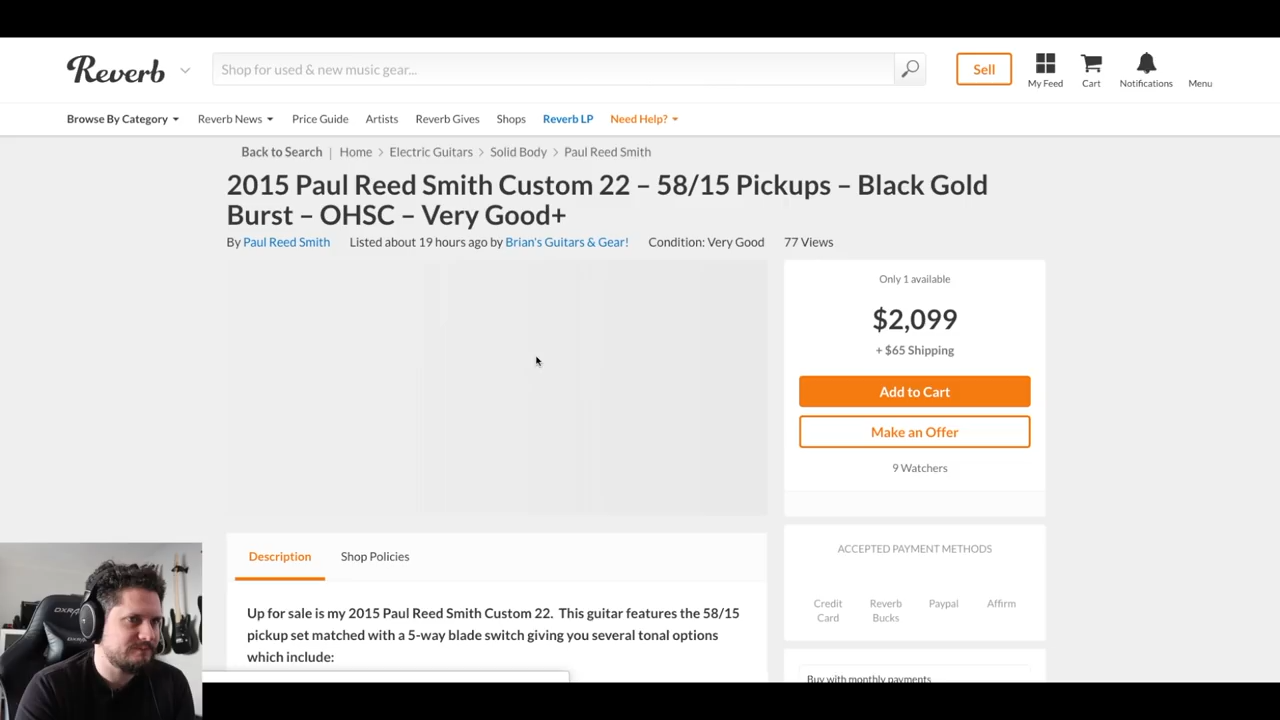 Reverb
Shop for used & new music gear...
Sell
My Feed
Cart
Notifications
Menu
Browse By Category
Reverb News
Price Guide
Artists
Reverb Gives
Shops
Reverb LP
Need Help?
Back to Search | Home > Electric Guitars > Solid Body > Paul Reed Smith
2015 Paul Reed Smith Custom 22 – 58/15 Pickups – Black Gold
Burst – OHSC – Very Good+
By Paul Reed Smith
Listed about 19 hours ago by Brian's Guitars & Gear!
Condition: Very Good
77 Views
Only 1 available
$2,099
+ $65 Shipping
Add to Cart
Make an Offer
9 Watchers
Description
Shop Policies
Up for sale is my 2015 Paul Reed Smith Custom 22.  This guitar features the 58/15
pickup set matched with a 5-way blade switch giving you several tonal options
which include:
ACCEPTED PAYMENT METHODS
Credit
Card
Reverb
Bucks
Paypal
Affirm
Buy with monthly payments
DXRA